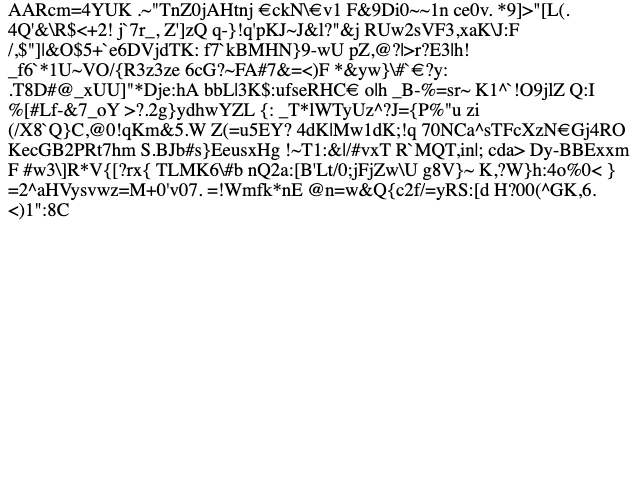 AARcm=4YUK .~"TnZ0jAHtnj €ckN\€v1 F&9Di0~~1n ce0v. *9]>"[L(.
4Q'&\R$<+2! j`7r_, Z']zQ q-}!q'pKJ~J&l?"&j RUw2sVF3,xaK\J:F
/,$"]|&O$5+`e6DVjdTK: f7`kBMHN}9-wU pZ,@?l>r?E3lh!
_f6`*1U~VO/{R3z3ze 6cG?~FA#7&=<)F *&yw}\#`€?y:
.T8D#@_xUU]"*Dje:hA bbL|3K$:ufseRHC€ o|h _B-%=sr~ K1^`!O9jlZ Q:I
%[#Lf-&7_oY >?.2g}ydhwYZL {: _T*lWTyUz^?J={P%"u zi
(/X8`Q}C,@0!qKm&5.W Z(=u5EY? 4dK|Mw1dK;!q 70NCa^sTFcXzN€Gj4RO
KecGB2PRt7hm S.BJb#s}EeusxHg !~T1:&|/#vxT R`MQT,in|; cda> Dy-BBExxm
F #w3\]R*V{[?rx{ TLMK6\#b nQ2a:[B'Lt/0;jFjZw\U g8V}~ K,?W}h:4o%0< }
=2^aHVysvwz=M+0'v07. =!Wmfk*nE @n=w&Q{c2f/=yRS:[d H?00(^GK,6.
<)1":8C